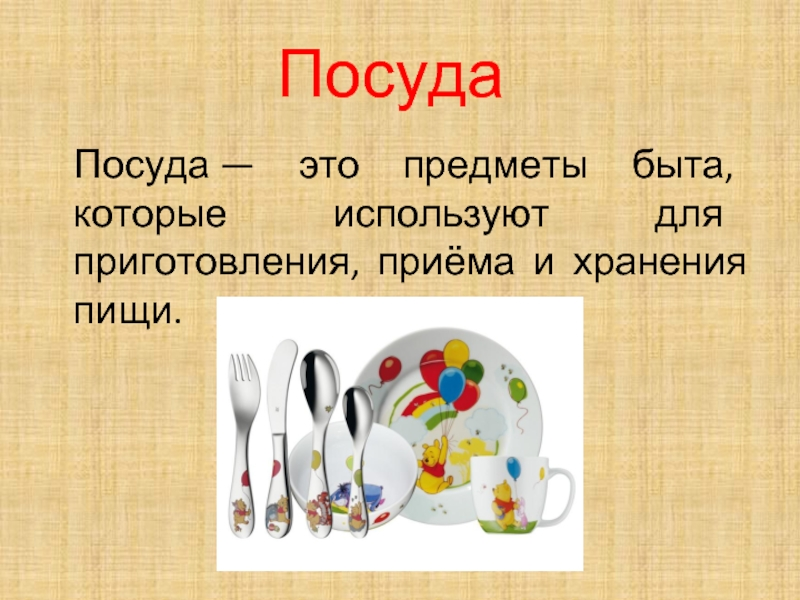 Посуда
Посуда — это предметы быта,
которые используют для
приготовления, приёма и хранения
пищи.